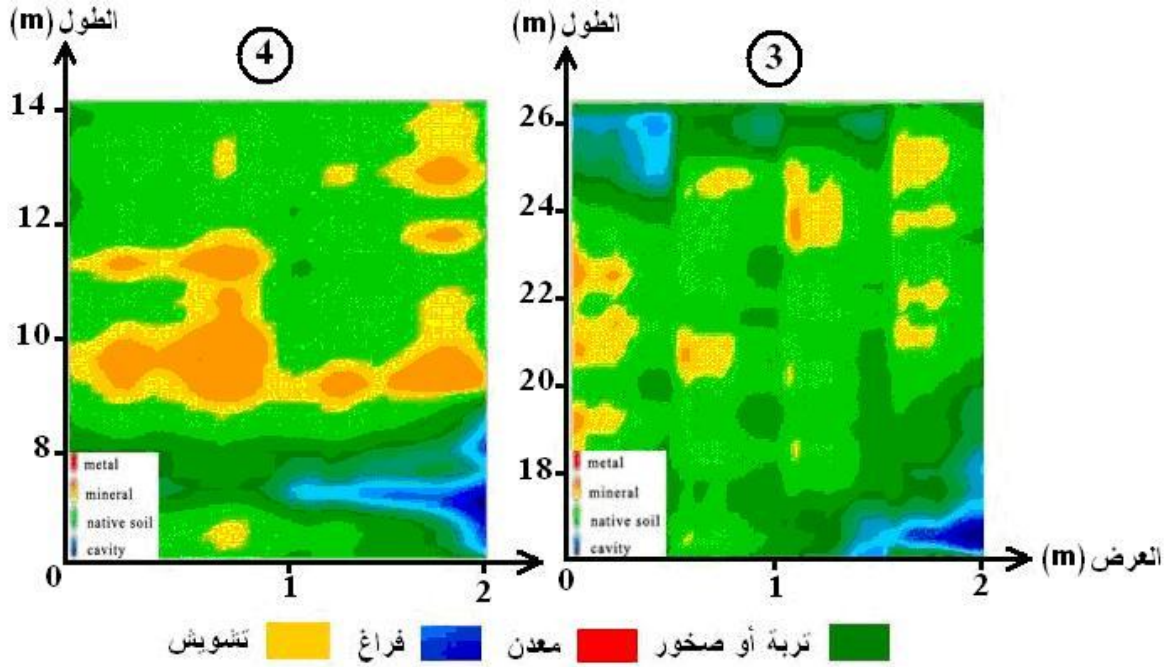 الطول (m)
4
14
12
10
8
metal
mineral
native soil
cavity
0
1
2
الطول (m)
3
26
24
22
20
18
metal
mineral
native soil
cavity
0
1
2
العرض (m)
تربة أو صخور معدن فراغ تشويش